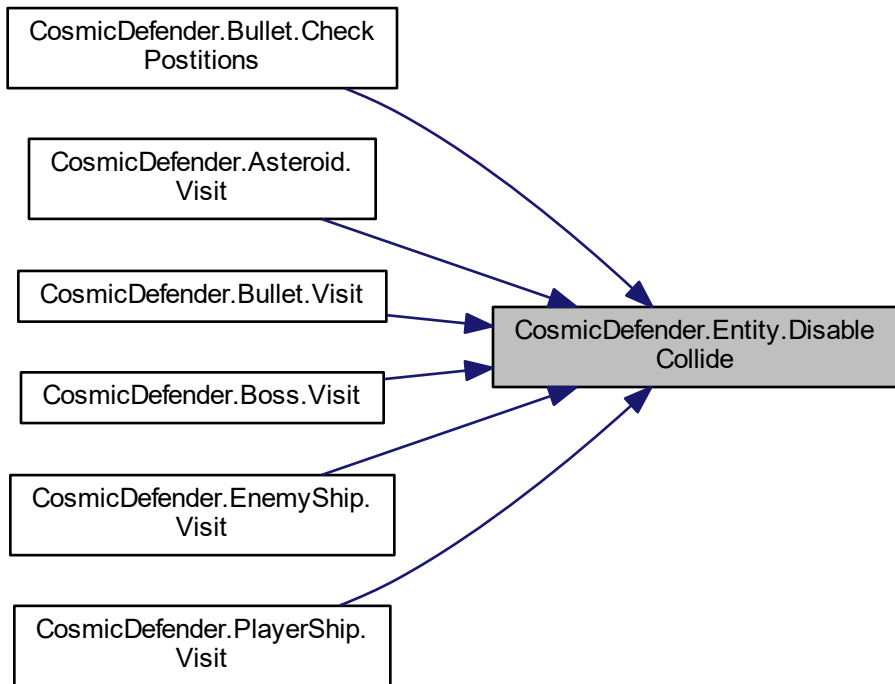 CosmicDefender.Bullet.Check
Postitions
CosmicDefender.Asteroid.
Visit
CosmicDefender.Bullet.Visit
CosmicDefender.Boss.Visit
CosmicDefender.EnemyShip.
Visit
CosmicDefender.PlayerShip.
Visit
CosmicDefender.Entity.Disable
Collide